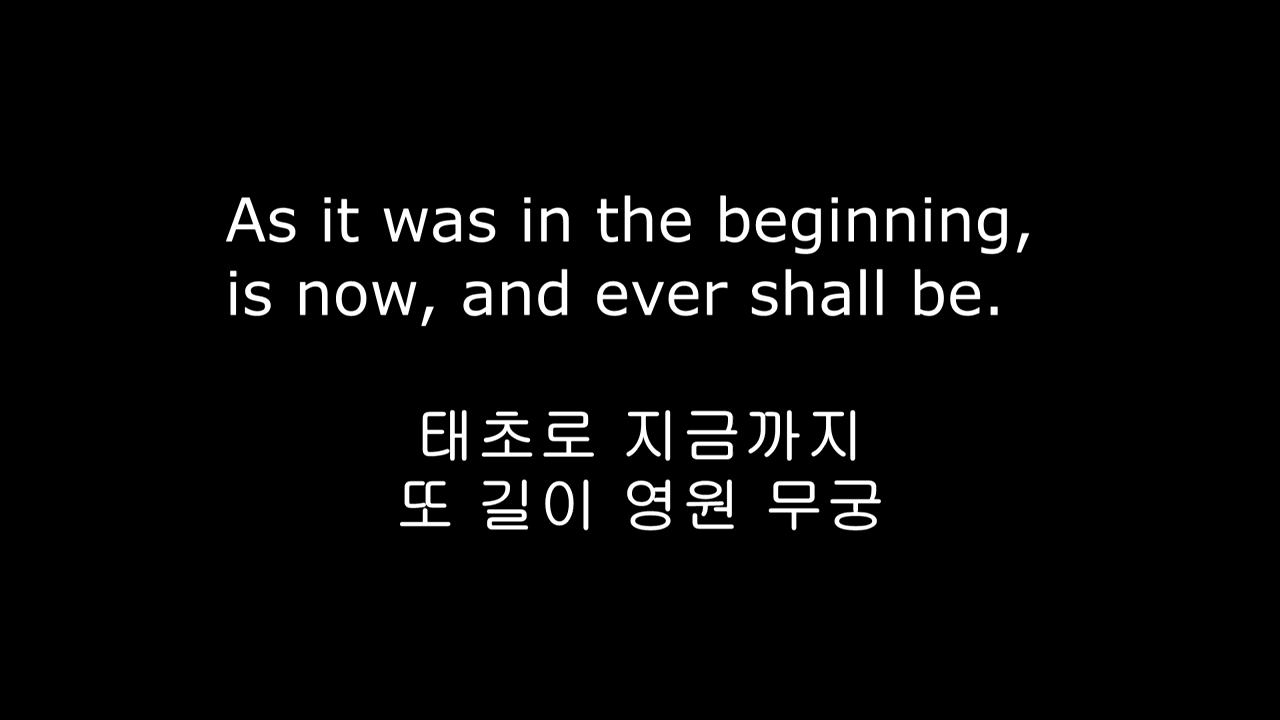 As it was in the beginning,
is now, and ever shall be.
태초로 지금까지
또 길이 영원 무궁